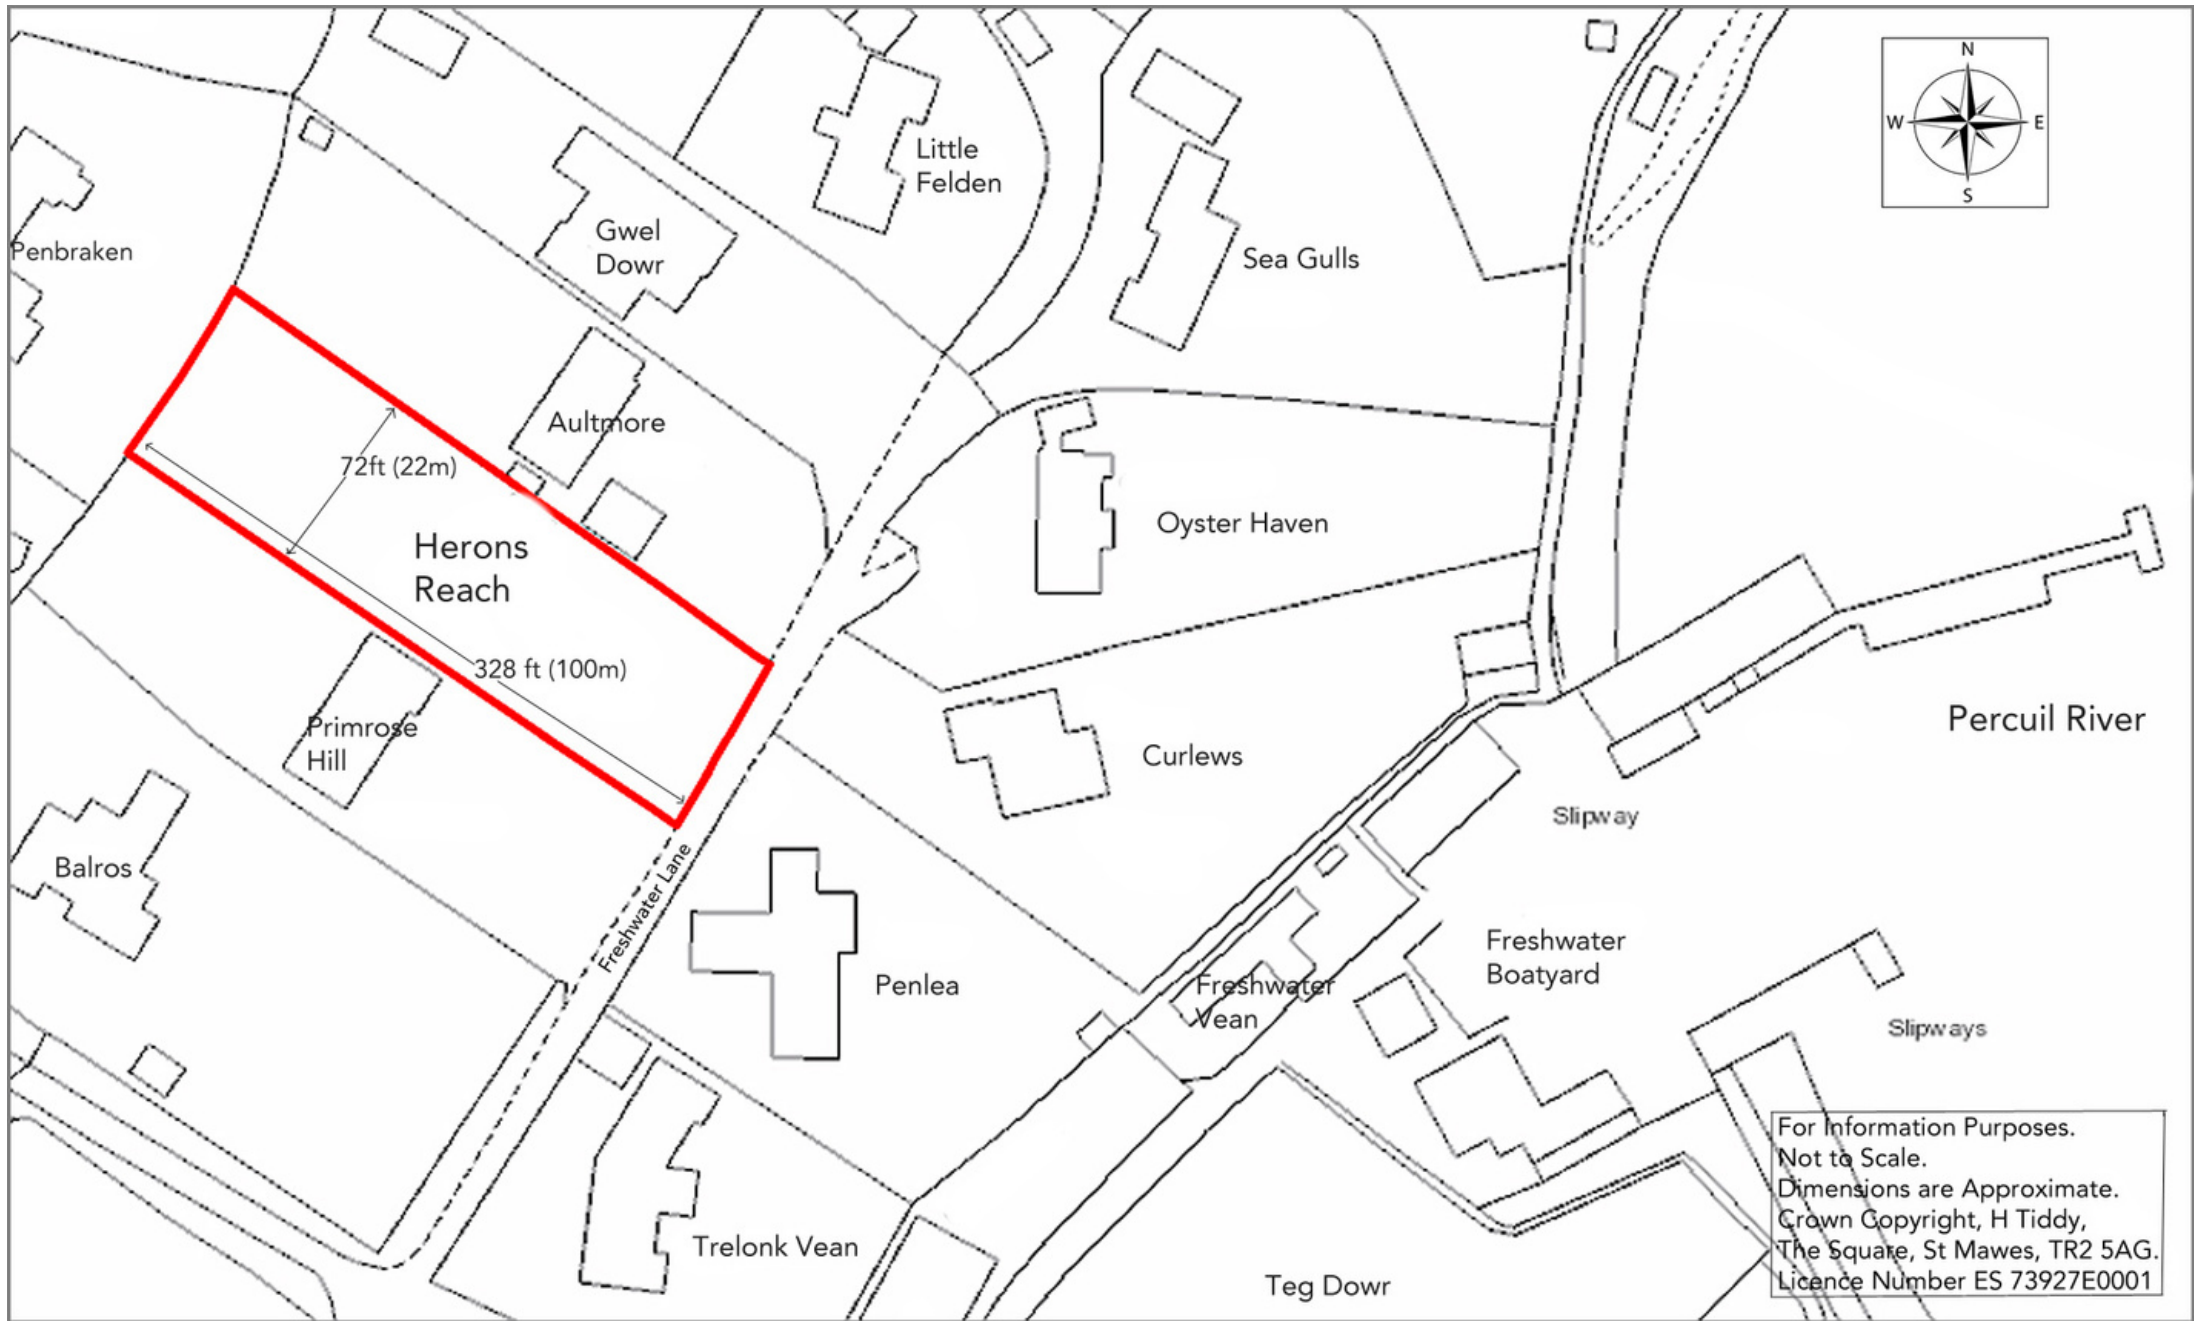 N
W
E
S
Little
Felden
Gwel
Dowr
Penbraken
Sea Gulls
Aultmore
72ft (22m)
Oyster Haven
Herons
Reach
328 ft (100m)
Primrose
Hill
Percuil River
Curlews
Slipway
Balros
Freshwater Lane
Penlea
Freshwater
Vean
Freshwater
Boatyard
Slipways
Trelonk Vean
Teg Dowr
For Information Purposes.
Not to Scale.
Dimensions are Approximate.
Crown Copyright, H Tiddy,
The Square, St Mawes, TR2 5AG.
Licence Number ES 73927E0001